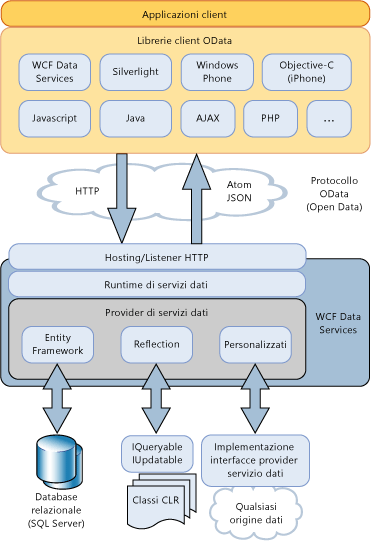 Applicazioni client
Librerie client OData
WCF Data
Services
Silverlight
Windows
Phone
Objective-C
(iPhone)
Javascript
Java
AJAX
PHP
...
HTTP
Atom
JSON
Protocollo
OData
(Open Data)
Hosting/Listener HTTP
Runtime di servizi dati
Provider di servizi dati
WCF Data
Services
Entity
Framework
Reflection
Personalizzati
IQueryable
IUpdatable
Implementazione
interfacce provider
servizio dati
Database
relazionale
(SQL Server)
Classi CLR
Qualsiasi
origine dati